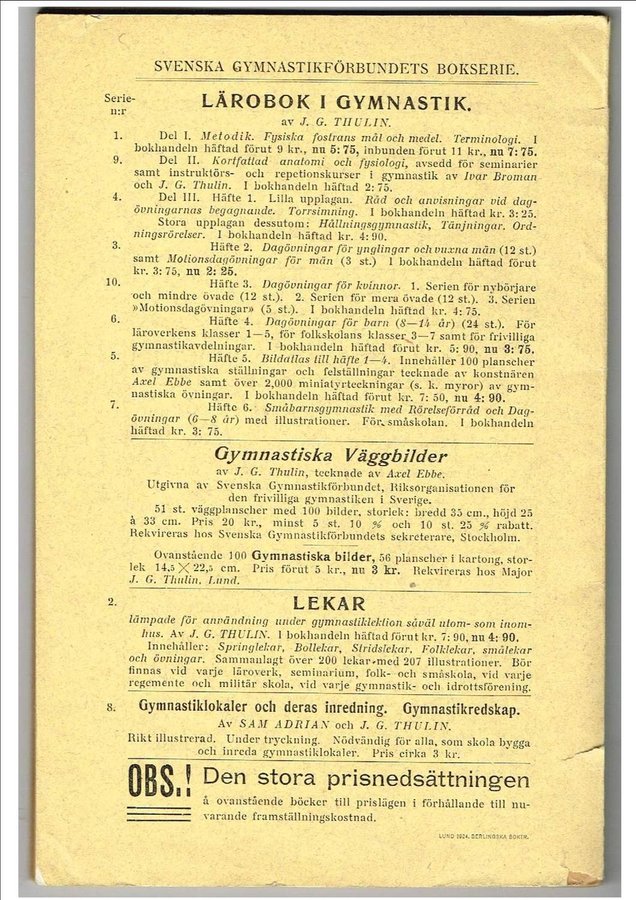 SVENSKA GYMNASTIKFÖRBUNDETS BOKSERIE.
Serie-
n:r
LÄROBOK I GYMNASTIK.
av J. G. THULIN.
1. Del I. Metodik. Fysiska fostrans mål och medel. Terminologi. I
bokhandeln häftad förut 9 kr., nu 5: 75, inbunden förut 11 kr., nu 7: 75.
9. Del II. Kortfattad anatomi och fysiologi, avsedd för seminarier
samt instruktörs- och repetionskurser i gymnastik av Ivar Broman
och J. G. Thulin. I bokhandeln häftad 2: 75.
4. Del III. Häfte 1. Lilla upplagan. Råd och anvisningar vid dag-
övningarnas begagnande. Torrsimning. I bokhandeln häftad kr. 3: 25.
Stora upplagan dessutom: Hållningsgymnastik, Tänjningar. Ord-
ningsrörelser. I bokhandeln häftad kr. 4: 90.
3. Häfte 2. Dagövningar för ynglingar och vuxna män (12 st.)
samt Motionsdagövningar för män (3 st.) I bokhandeln häftad förut
kr. 3: 75, nu 2: 25.
10. Häfte 3. Dagövningar för kvinnor. 1. Serien för nybörjare
och mindre övade (12 st.). 2. Serien för mera övade (12 st.). 3. Serien
»Motionsdagövningar» (5 st.). I bokhandeln häftad kr. 4: 75.
6. Häfte 4. Dagövningar för barn (8—14 år) (24 st.). För
läroverkens klasser 1—5, för folkskolans klasser 3—7 samt för frivilliga
gymnastikavdelningar. I bokhandeln häftad förut kr. 5: 90, nu 3: 75.
5. Häfte 5. Bildatlas till häfte 1—4. Innehåller 100 planscher
av gymnastiska ställningar och felställningar tecknade av konstnären
Axel Ebbe samt över 2,000 miniatyrteckningar (s. k. myror) av gym-
nastiska övningar. I bokhandeln häftad förut kr. 7: 50, nu 4: 90.
7. Häfte 6. Småbarnsgymnastik med Rörelseförråd och Dag-
övningar (6—8 år) med illustrationer. För småskolan. I bokhandeln
häftad kr. 3: 75.
Gymnastiska Väggbilder
av J. G. Thulin, tecknade av Axel Ebbe.
Utgivna av Svenska Gymnastikförbundet, Riksorganisationen för
den frivilliga gymnastiken i Sverige.
51 st. väggplanscher med 100 bilder, storlek: bredd 35 cm., höjd 25
à 33 cm. Pris 20 kr., minst 5 st. 10 % och 10 st. 25 % rabatt.
Rekvireras hos Svenska Gymnastikförbundets sekreterare, Stockholm.
Ovanstående 100 Gymnastiska bilder, 56 planscher i kartong, stor-
lek 14,5 × 22,5 cm. Pris förut 5 kr., nu 3 kr. Rekvireras hos Major
J. G. Thulin, Lund.
2. LEKAR
lämpade för användning under gymnastiklektion såväl utom- som inom-
hus. Av J. G. THULIN. I bokhandeln häftad förut kr. 7: 90, nu 4: 90.
Innehåller: Springlekar, Bollekar, Stridslekar, Folklekar, smålekar
och övningar. Sammanlagt över 200 lekar med 207 illustrationer. Bör
finnas vid varje läroverk, seminarium, folk- och småskola, vid varje
regemente och militär skola, vid varje gymnastik- och idrottsförening.
8. Gymnastiklokaler och deras inredning. Gymnastikredskap.
Av SAM ADRIAN och J. G. THULIN.
Rikt illustrerad. Under tryckning. Nödvändig för alla, som skola bygga
och inreda gymnastiklokaler. Pris cirka 3 kr.
OBS.! Den stora prisnedsättningen
å ovanstående böcker till prislägen i förhållande till nu-
varande framställningskostnad.
LUND 1924. BERLINGSKA BOKTR.